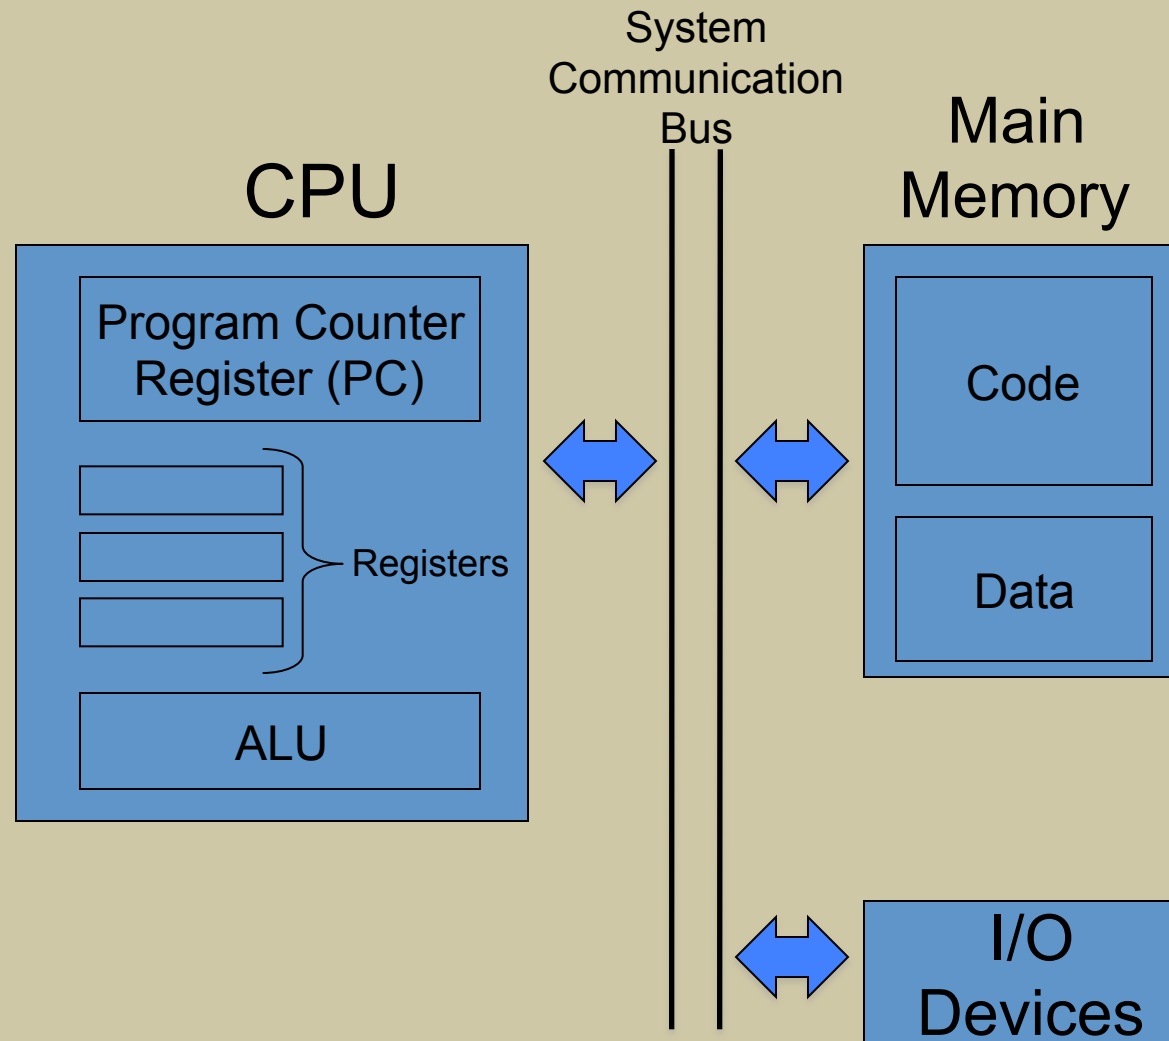 System
Communication
Bus
Main
Memory
CPU
Program Counter
Register (PC)
Registers
ALU
Code
Data
I/O
Devices